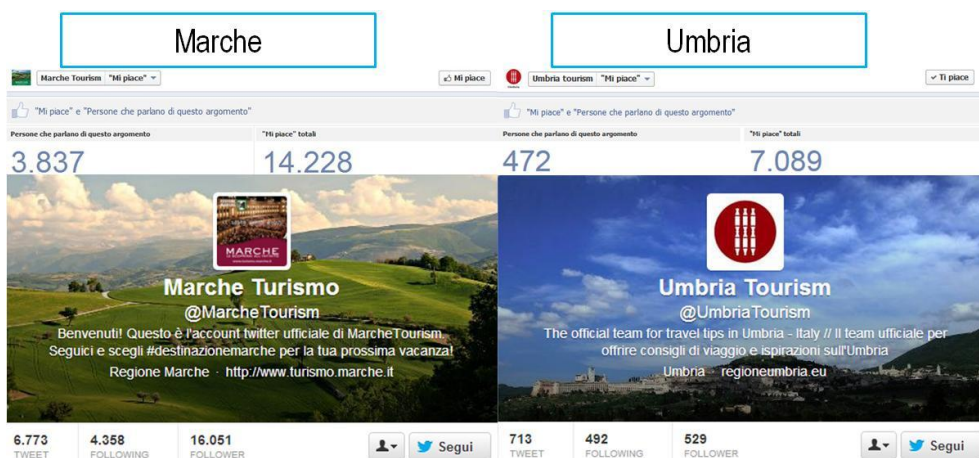 Marche
Marche Tourism "Mi piace"
Mi piace
"Mi piace" e "Persone che parlano di questo argomento"
Persone che parlano di questo argomento
"Mi piace" totali
3.837
14.228
MARCHE
Marche Turismo
@MarcheTourism
Benvenuti! Questo è l'account twitter ufficiale di MarcheTourism.
Seguici e scegli #destinazionemarche per la tua prossima vacanza!
Regione Marche · http://www.turismo.marche.it
6.773
4.358
16.051
TWEET
FOLLOWING
FOLLOWER
Segui
Umbria
Umbria tourism "Mi piace"
Ti piace
"Mi piace" e "Persone che parlano di questo argomento"
Persone che parlano di questo argomento
"Mi piace" totali
472
7.089
Umbria Tourism
@UmbriaTourism
The official team for travel tips in Umbria - Italy // Il team ufficiale per
offrire consigli di viaggio e ispirazioni sull'Umbria
Umbria · regioneumbria.eu
713
492
529
TWEET
FOLLOWING
FOLLOWER
Segui